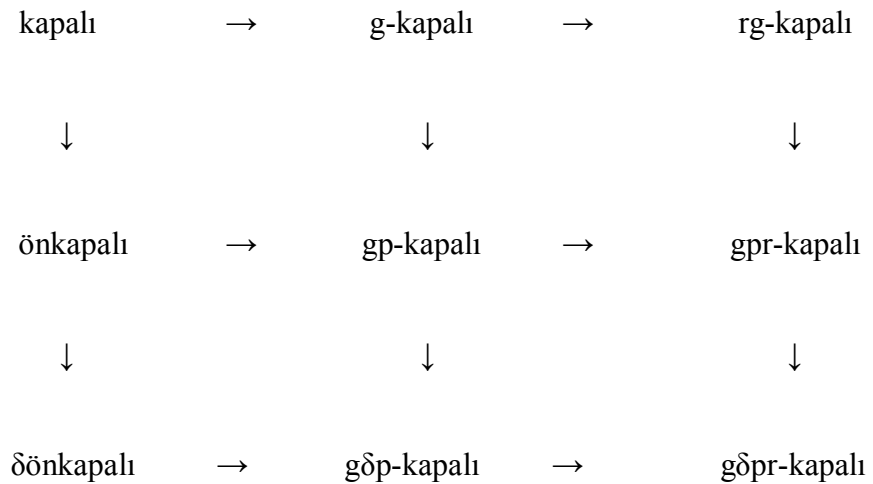 kapalı → g-kapalı → rg-kapalı
↓ ↓ ↓
önkapalı → gp-kapalı → gpr-kapalı
↓ ↓ ↓
δönkapalı → gδp-kapalı → gδpr-kapalı